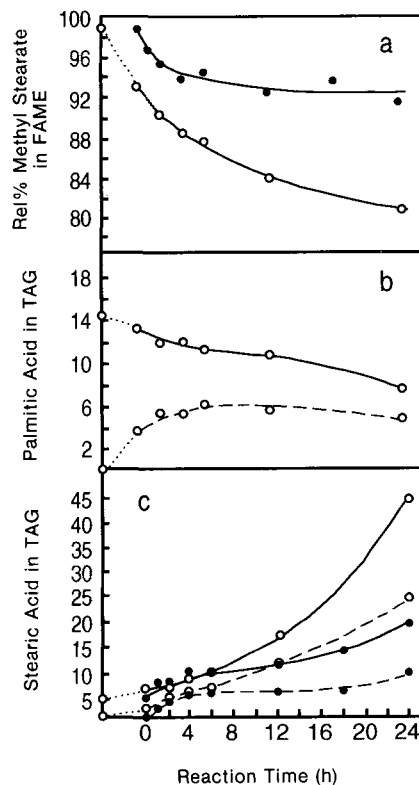 Rel% Methyl Stearate
in FAME
100
96
92
88
84
80
a
Palmitic Acid in TAG
18
14
10
6
2
b
Stearic Acid in TAG
45
40
35
30
25
20
15
10
5
c
0 4 8 12 16 20 24
Reaction Time (h)